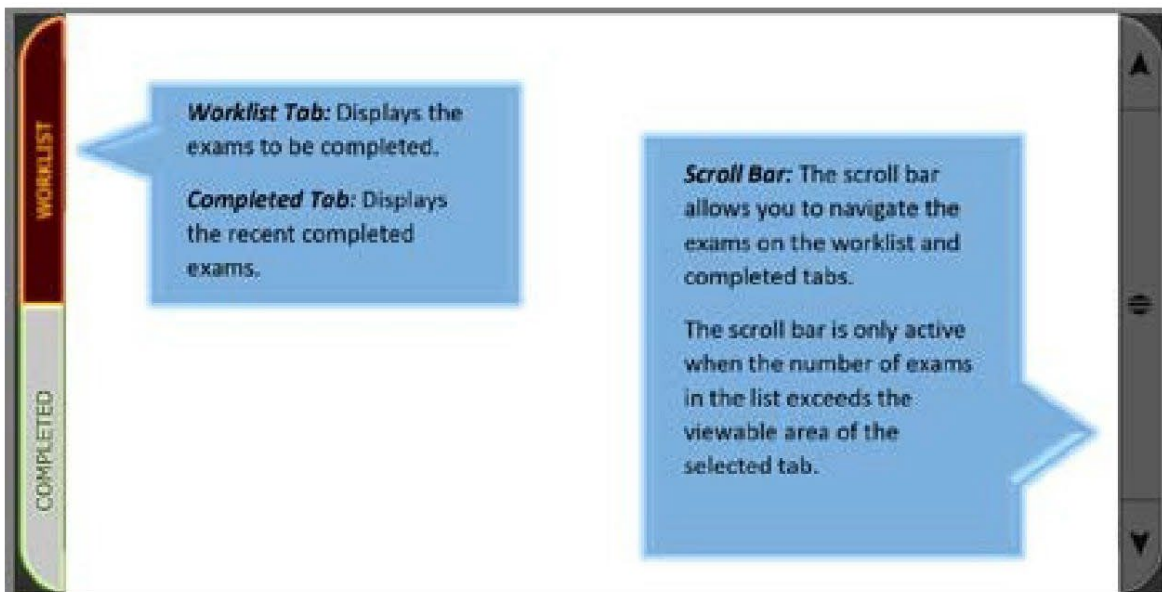 WORKLIST
COMPLETED
Worklist Tab: Displays the
exams to be completed.
Completed Tab: Displays
the recent completed
exams.
Scroll Bar: The scroll bar
allows you to navigate the
exams on the worklist and
completed tabs.
The scroll bar is only active
when the number of exams
in the list exceeds the
viewable area of the
selected tab.